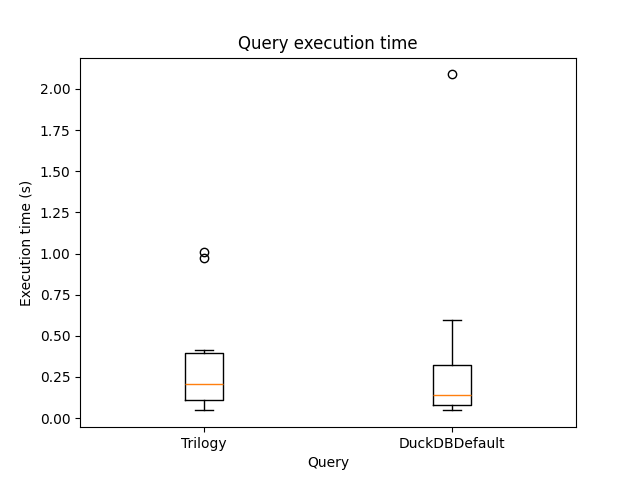 Query execution time
Execution time (s)
2.00
1.75
1.50
1.25
1.00
0.75
0.50
0.25
0.00
Trilogy
DuckDBDefault
Query